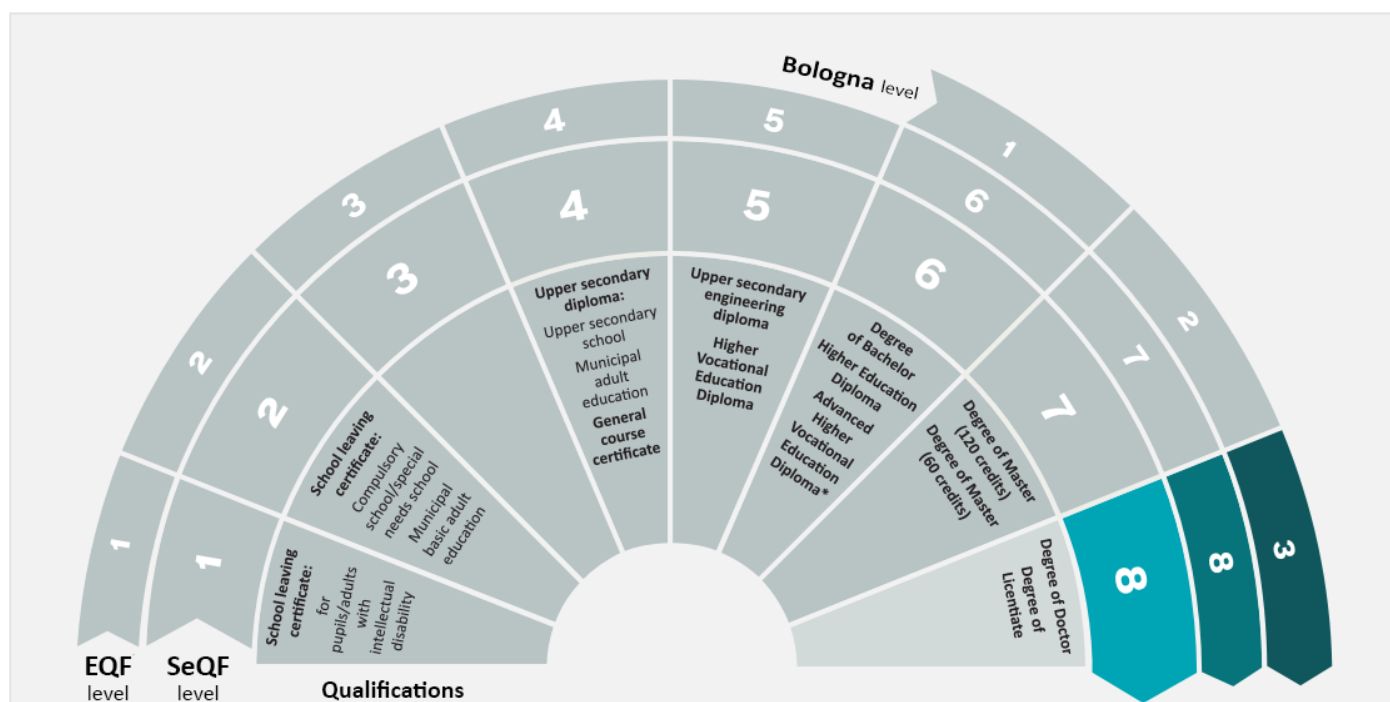 Bologna level
1
2
3
4
5
6
7
8
1
2
3
4
5
6
7
8
1
2
3
School leaving
certificate:
for
pupils/adults
with
intellectual
disability
School leaving
certificate:
Compulsory
school/special
needs school
Municipal
basic adult
education
Upper secondary
diploma:
Upper secondary
school
Municipal
adult
education
General
course
certificate
Upper secondary
engineering
diploma
Higher
Vocational
Education
Diploma
Degree
of Bachelor
Higher Education
Diploma
Advanced
Higher
Vocational
Education
Diploma*
Degree of Master
(120 credits)
Degree of Master
(60 credits)
Degree of Doctor
Degree of
Licentiate
EQF
level
SeQF
level
Qualifications